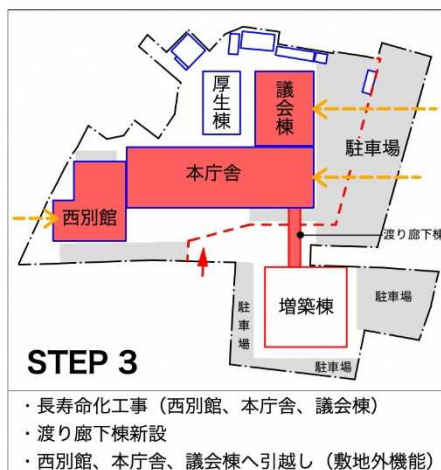 厚生棟
議会棟
駐車場
本庁舎
西別館
渡り廊下棟
増築棟
駐車場
駐車場
駐車場
STEP 3
・長寿命化工事（西別館、本庁舎、議会棟）
・渡り廊下棟新設
・西別館、本庁舎、議会棟へ引越し（敷地外機能）